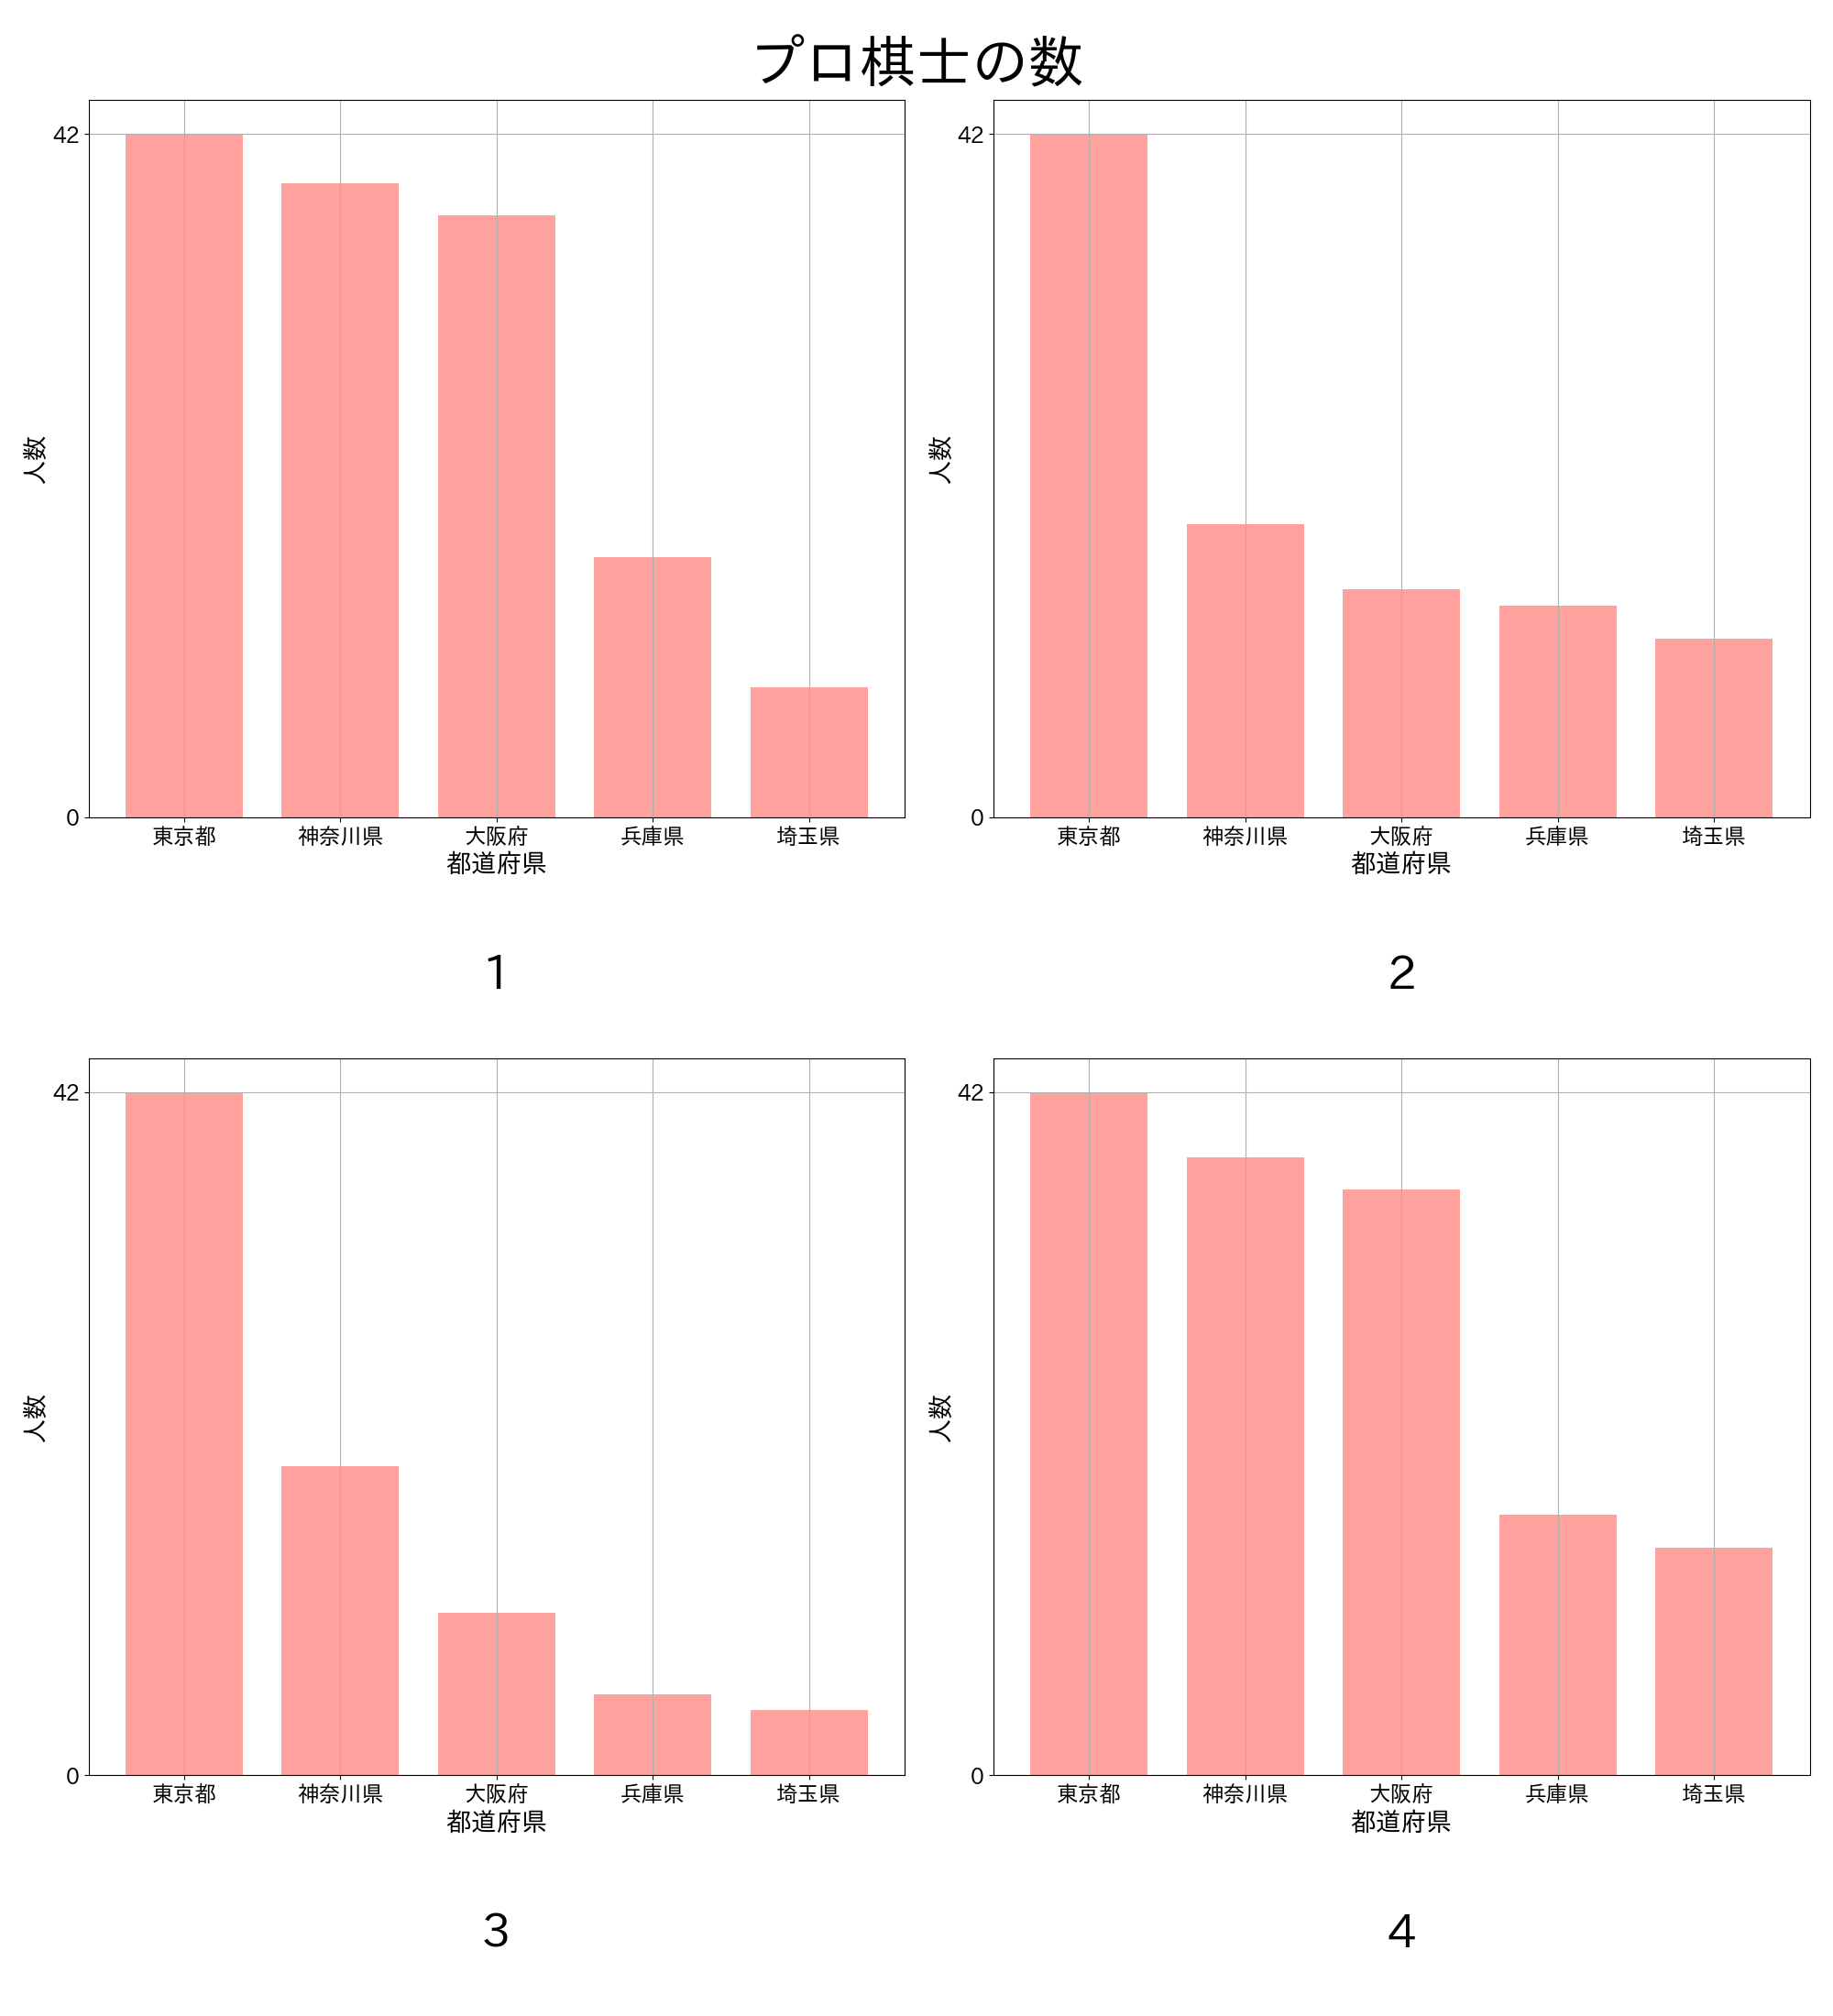 プロ棋士の数
42
0
人数
東京都 神奈川県 大阪府 兵庫県 埼玉県
都道府県
1
42
0
人数
東京都 神奈川県 大阪府 兵庫県 埼玉県
都道府県
2
42
0
人数
東京都 神奈川県 大阪府 兵庫県 埼玉県
都道府県
3
42
0
人数
東京都 神奈川県 大阪府 兵庫県 埼玉県
都道府県
4